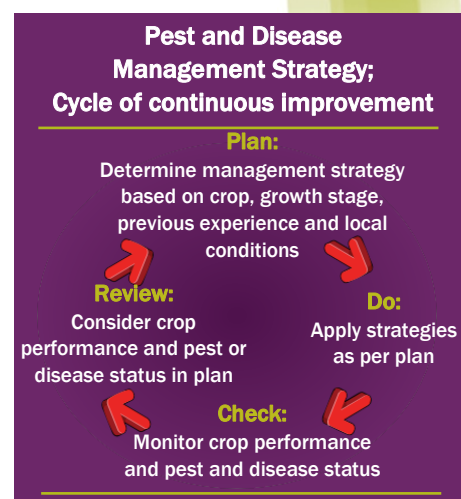 Pest and Disease
Management Strategy;
Cycle of continuous improvement
Plan:
Determine management strategy
based on crop, growth stage,
previous experience and local
conditions
Do:
Apply strategies
as per plan
Check:
Monitor crop performance
and pest and disease status
Review:
Consider crop
performance and pest or
disease status in plan